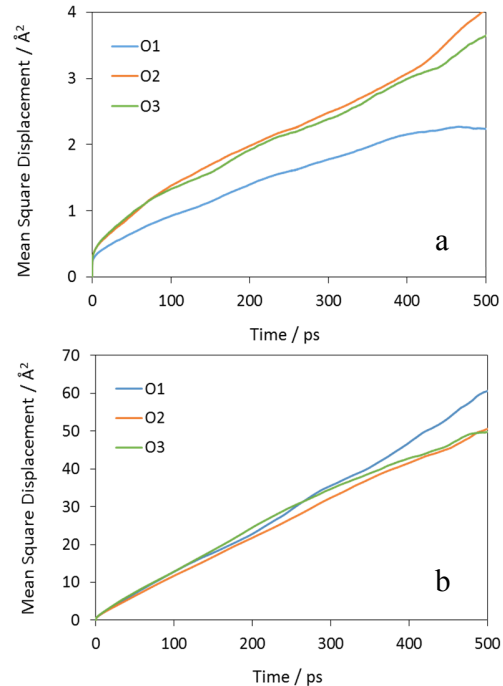 Mean Square Displacement / Å²
4
3
2
1
0
O1
O2
O3
a
0 100 200 300 400 500
Time / ps
Mean Square Displacement / Å²
70
60
50
40
30
20
10
0
O1
O2
O3
b
0 100 200 300 400 500
Time / ps